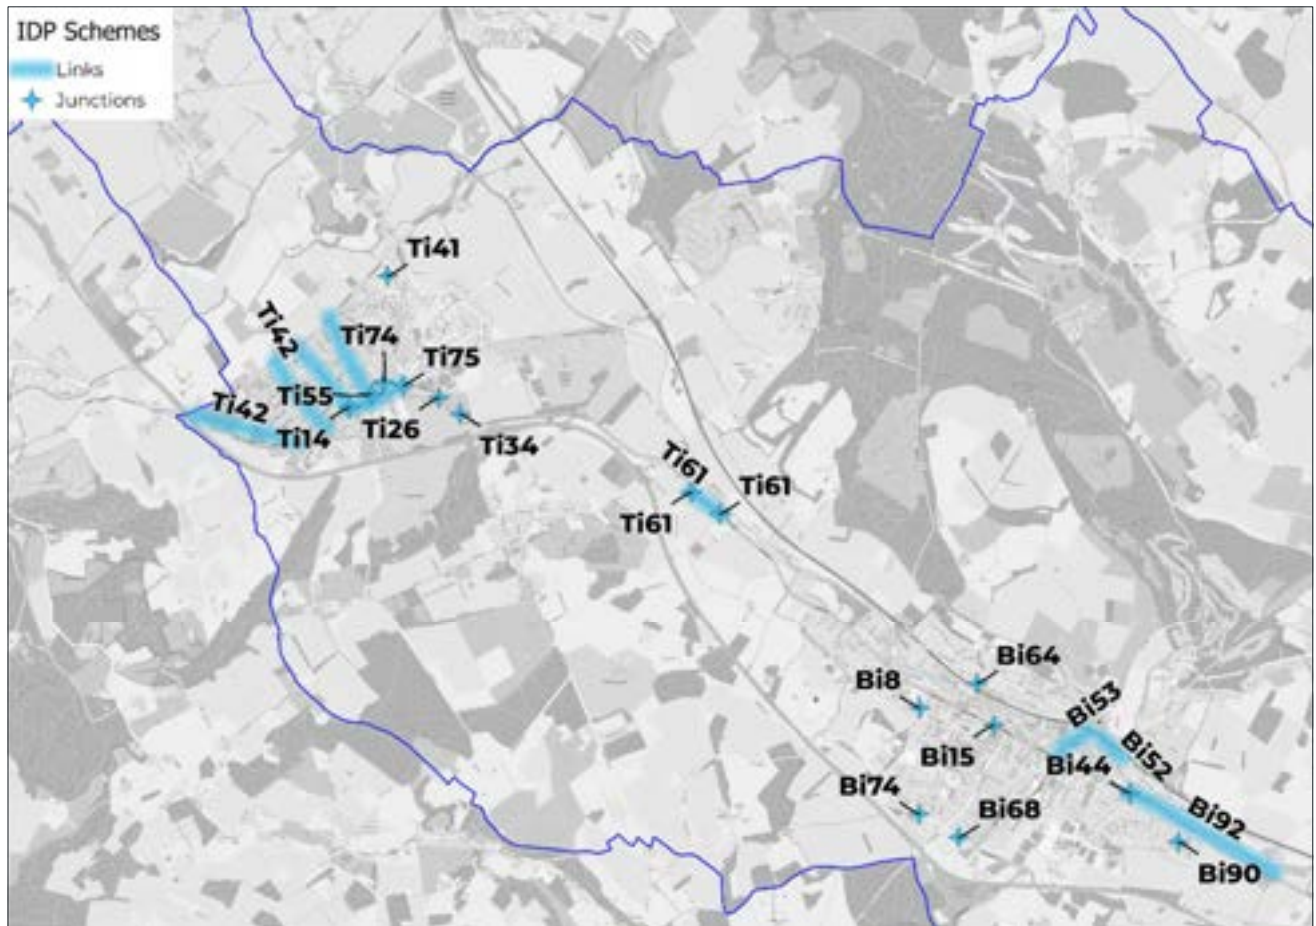 IDP Schemes
Links
Junctions
Ti41
Ti42
Ti74
Ti75
Ti55
Ti42
Ti14
Ti26
Ti34
Ti61
Ti61
Ti61
Bi64
Bi8
Bi53
Bi15
Bi52
Bi44
Bi74
Bi68
Bi92
Bi90